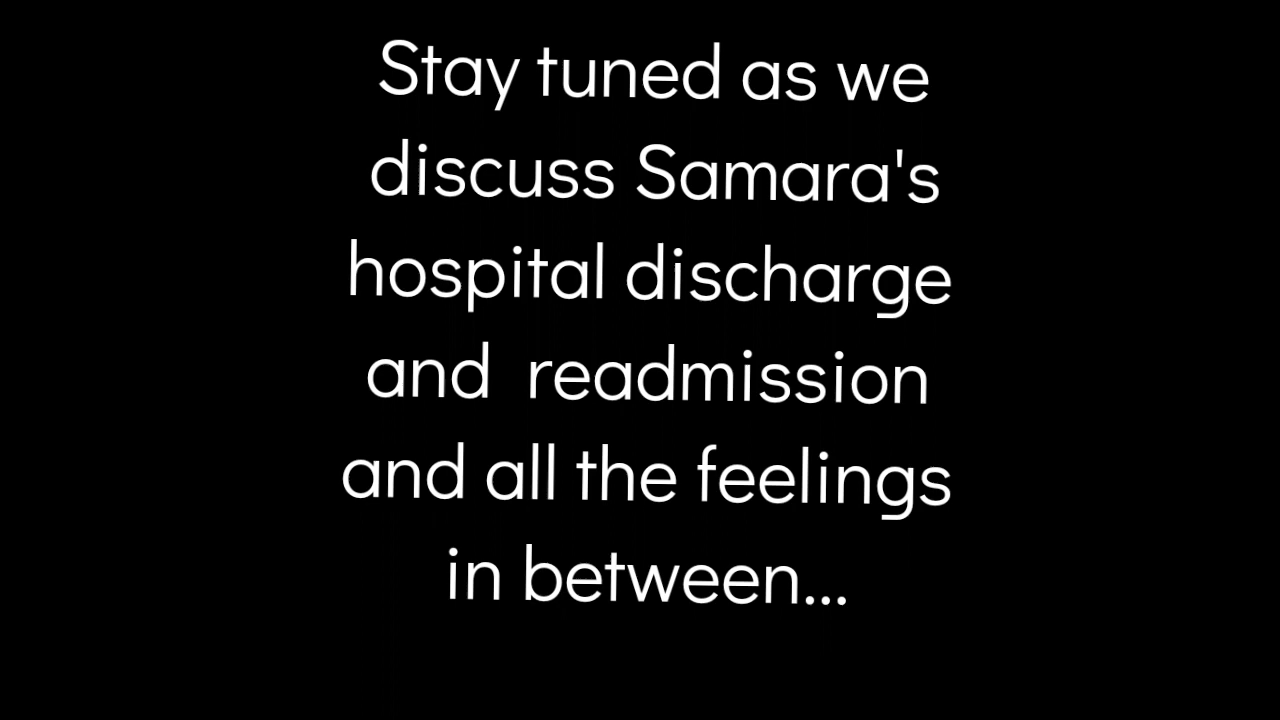 Stay tuned as we
discuss Samara's
hospital discharge
and  readmission
and all the feelings
in between...